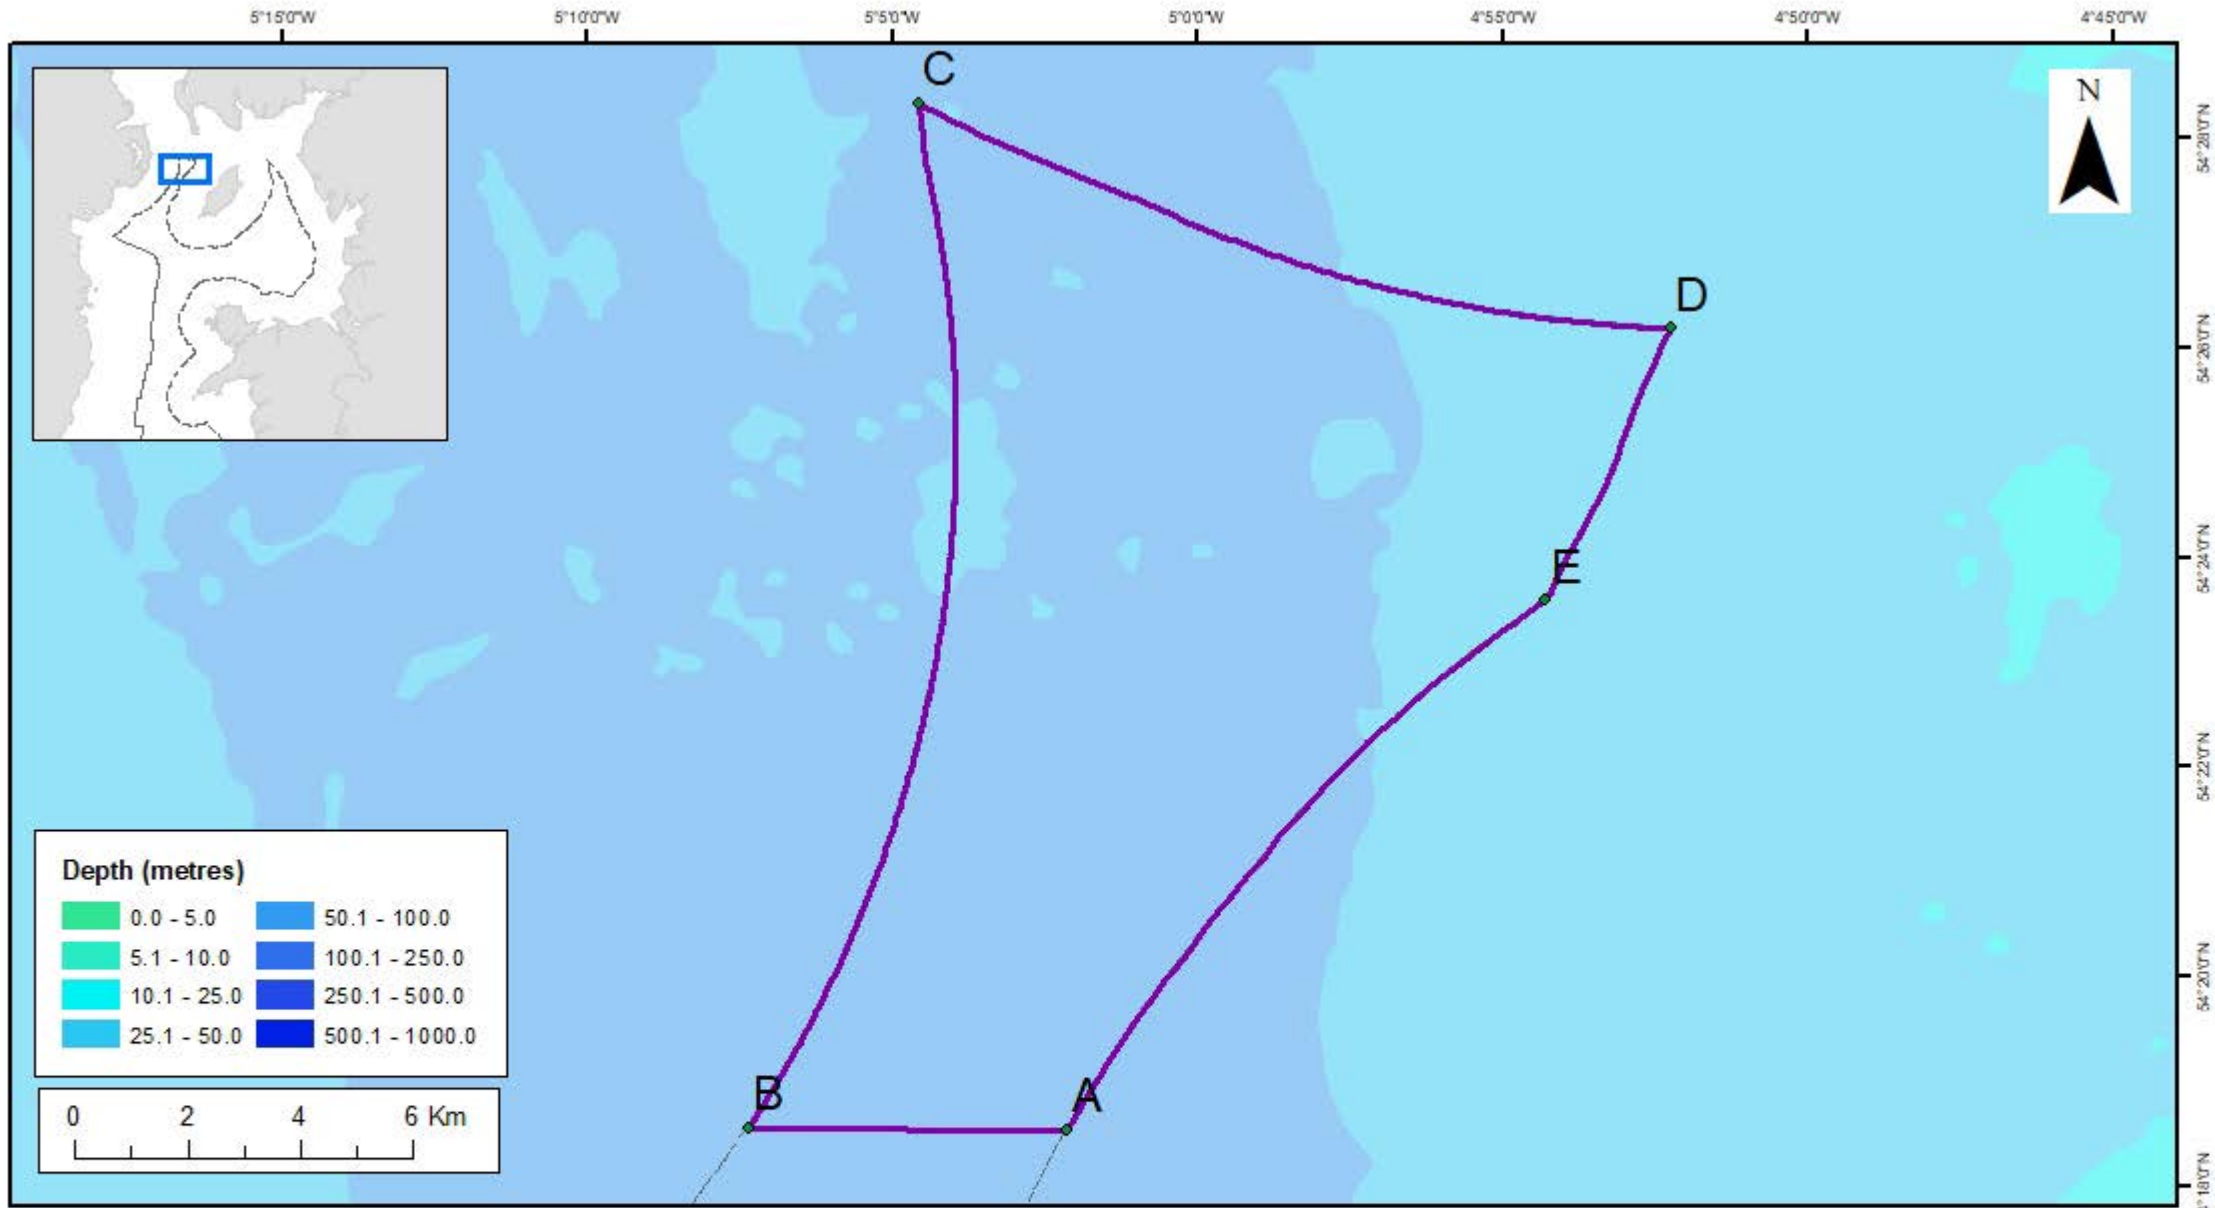 5°15'0"W 5°10'0"W 5°5'0"W 5°0'0"W 4°55'0"W 4°50'0"W 4°45'0"W
C
N
54°28'0"N
D
54°26'0"N
E
54°24'0"N
54°22'0"N
Depth (metres)
0.0 - 5.0 50.1 - 100.0
5.1 - 10.0 100.1 - 250.0
10.1 - 25.0 250.1 - 500.0
25.1 - 50.0 500.1 - 1000.0
54°20'0"N
B A
0 2 4 6 Km
°18'0"N